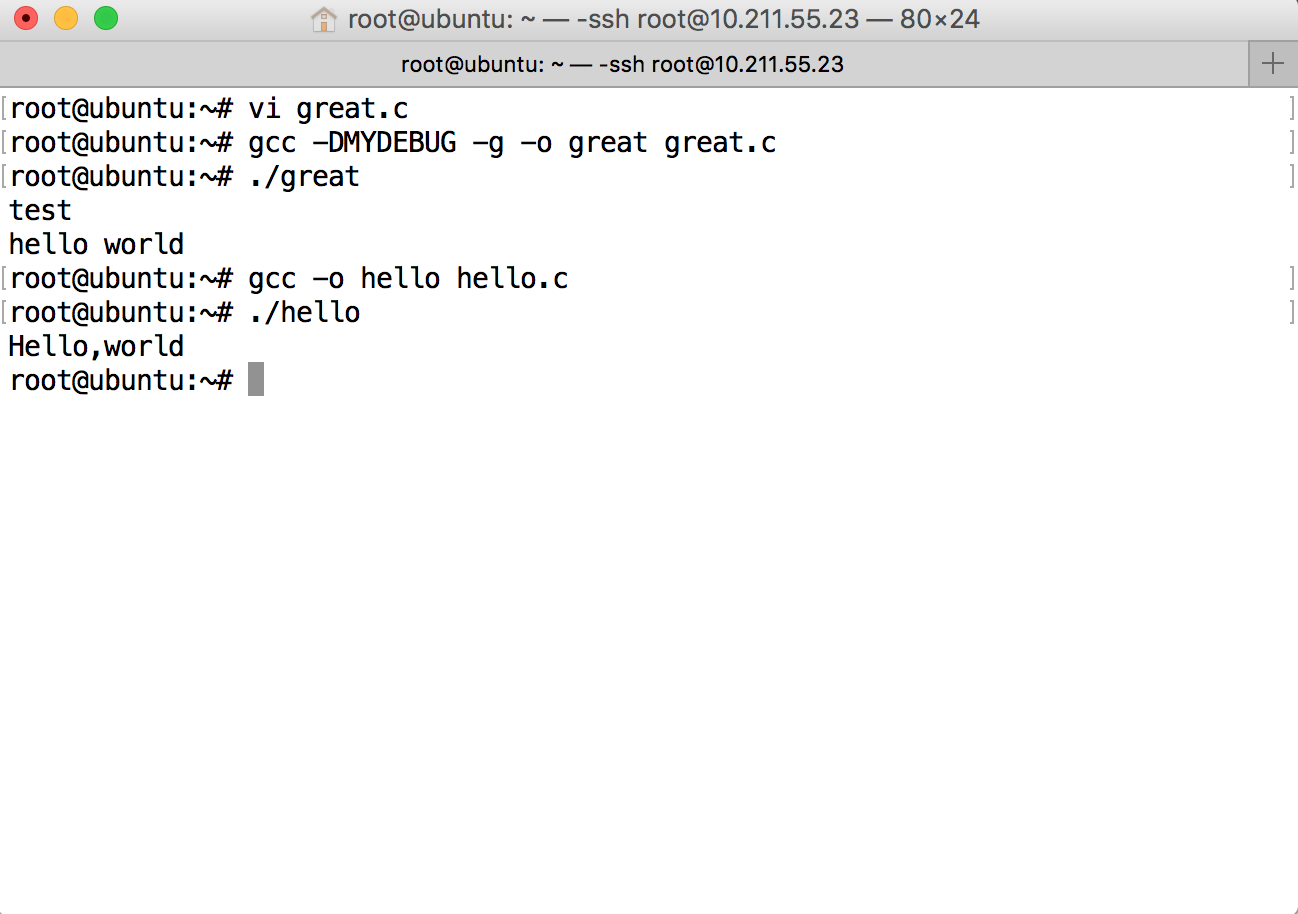 root@ubuntu: ~ — -ssh root@10.211.55.23 — 80×24
root@ubuntu: ~ — -ssh root@10.211.55.23
[root@ubuntu:~# vi great.c ]
[root@ubuntu:~# gcc -DMYDEBUG -g -o great great.c ]
[root@ubuntu:~# ./great ]
test
hello world
[root@ubuntu:~# gcc -o hello hello.c ]
[root@ubuntu:~# ./hello ]
Hello,world
root@ubuntu:~#